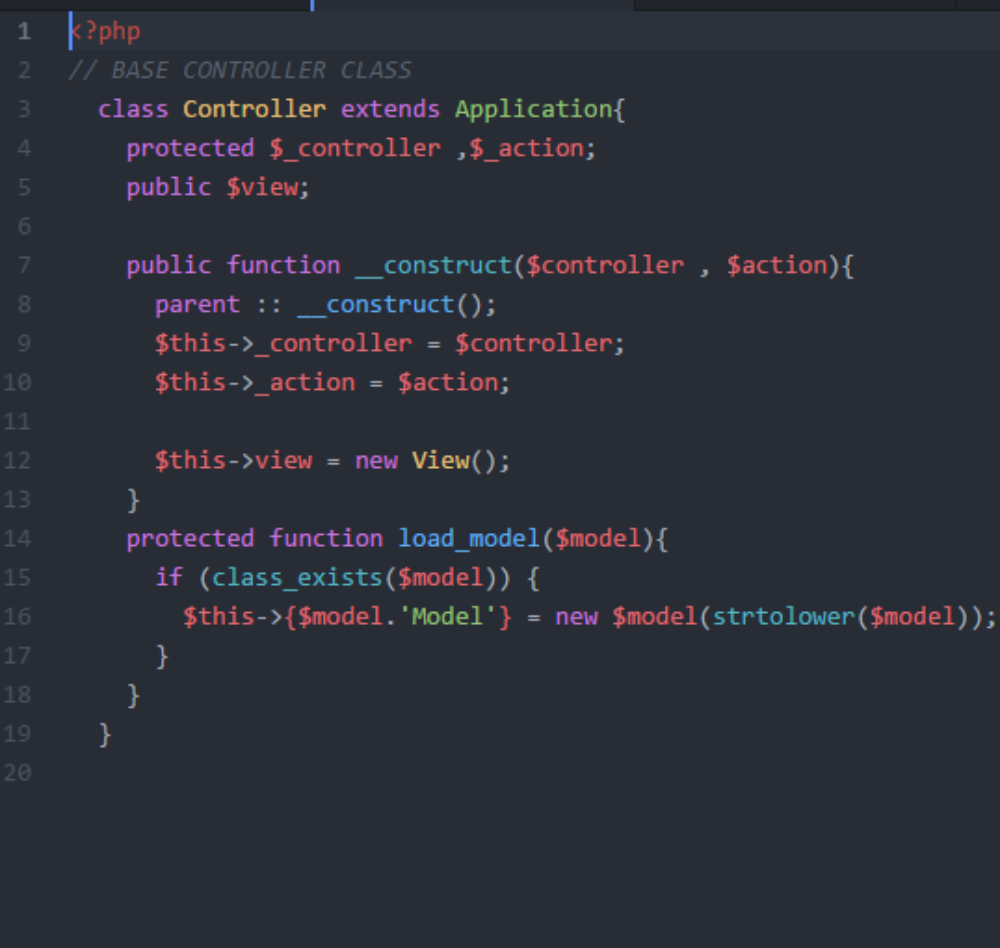 1 <?php
2 // BASE CONTROLLER CLASS
3 class Controller extends Application{
4 protected $_controller ,$_action;
5 public $view;
6
7 public function __construct($controller , $action){
8 parent :: __construct();
9 $this->_controller = $controller;
10 $this->_action = $action;
11
12 $this->view = new View();
13 }
14 protected function load_model($model){
15 if (class_exists($model)) {
16 $this->{$model.'Model'} = new $model(strtolower($model));
17 }
18 }
19 }
20